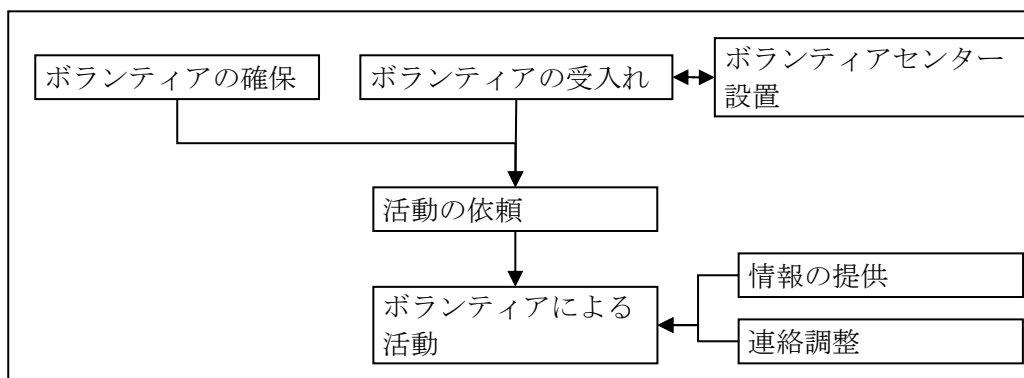 ボランティアの確保
ボランティアの受入れ
ボランティアセンター
設置
活動の依頼
ボランティアによる
活動
情報の提供
連絡調整